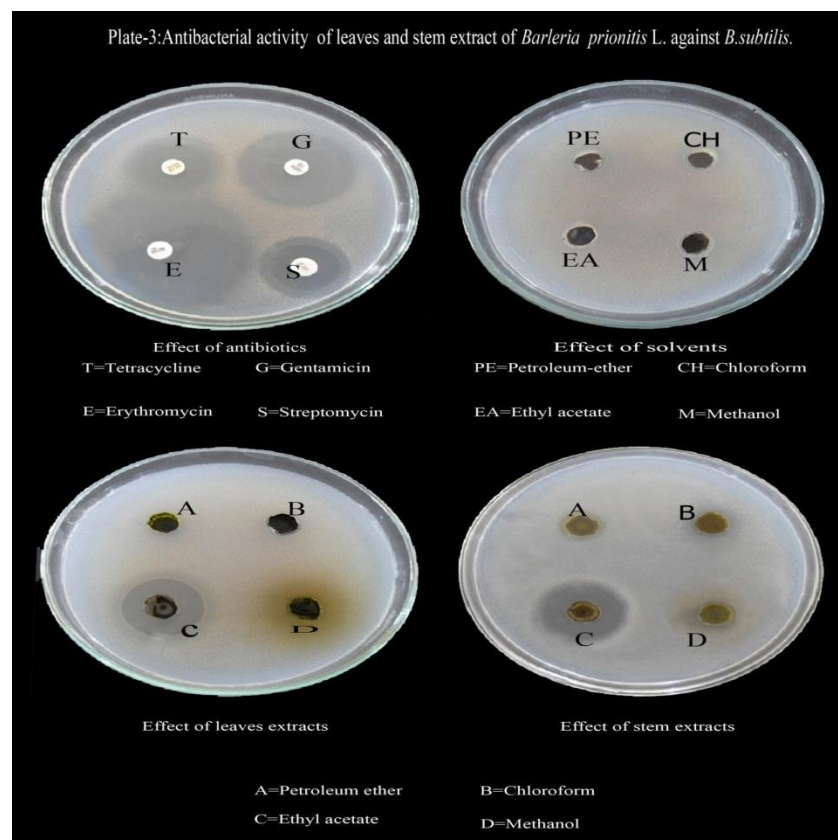 Plate-3:Antibacterial activity of leaves and stem extract of Barleria prionitis L. against B.subtilis.
T G
E S
PE CH
EA M
Effect of antibiotics
T=Tetracycline G=Gentamicin
E=Erythromycin S=Streptomycin
Effect of solvents
PE=Petroleum-ether CH=Chloroform
EA=Ethyl acetate M=Methanol
A B
C D
Effect of leaves extracts
A B
C D
Effect of stem extracts
A=Petroleum ether B=Chloroform
C=Ethyl acetate D=Methanol